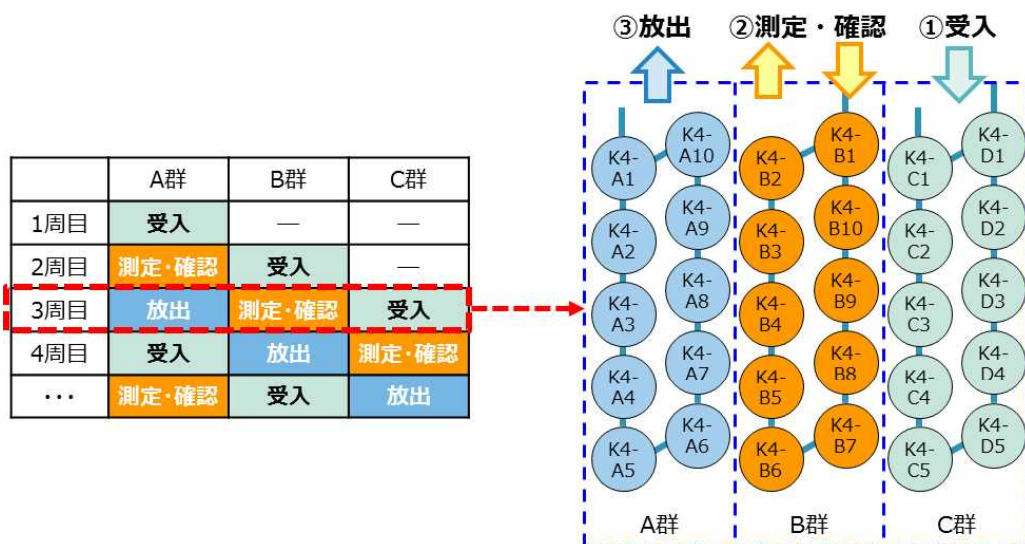 ③放出 ②測定・確認 ①受入
A群 B群 C群
1周目 受入 — —
2周目 測定・確認 受入 —
3周目 放出 測定・確認 受入
4周目 受入 放出 測定・確認
・・・ 測定・確認 受入 放出
K4-
A1
K4-
A2
K4-
A3
K4-
A4
K4-
A5
K4-
A10
K4-
A9
K4-
A8
K4-
A7
K4-
A6
K4-
B2
K4-
B3
K4-
B4
K4-
B5
K4-
B6
K4-
B1
K4-
B10
K4-
B9
K4-
B8
K4-
B7
K4-
C1
K4-
C2
K4-
C3
K4-
C4
K4-
C5
K4-
D1
K4-
D2
K4-
D3
K4-
D4
K4-
D5
A群 B群 C群